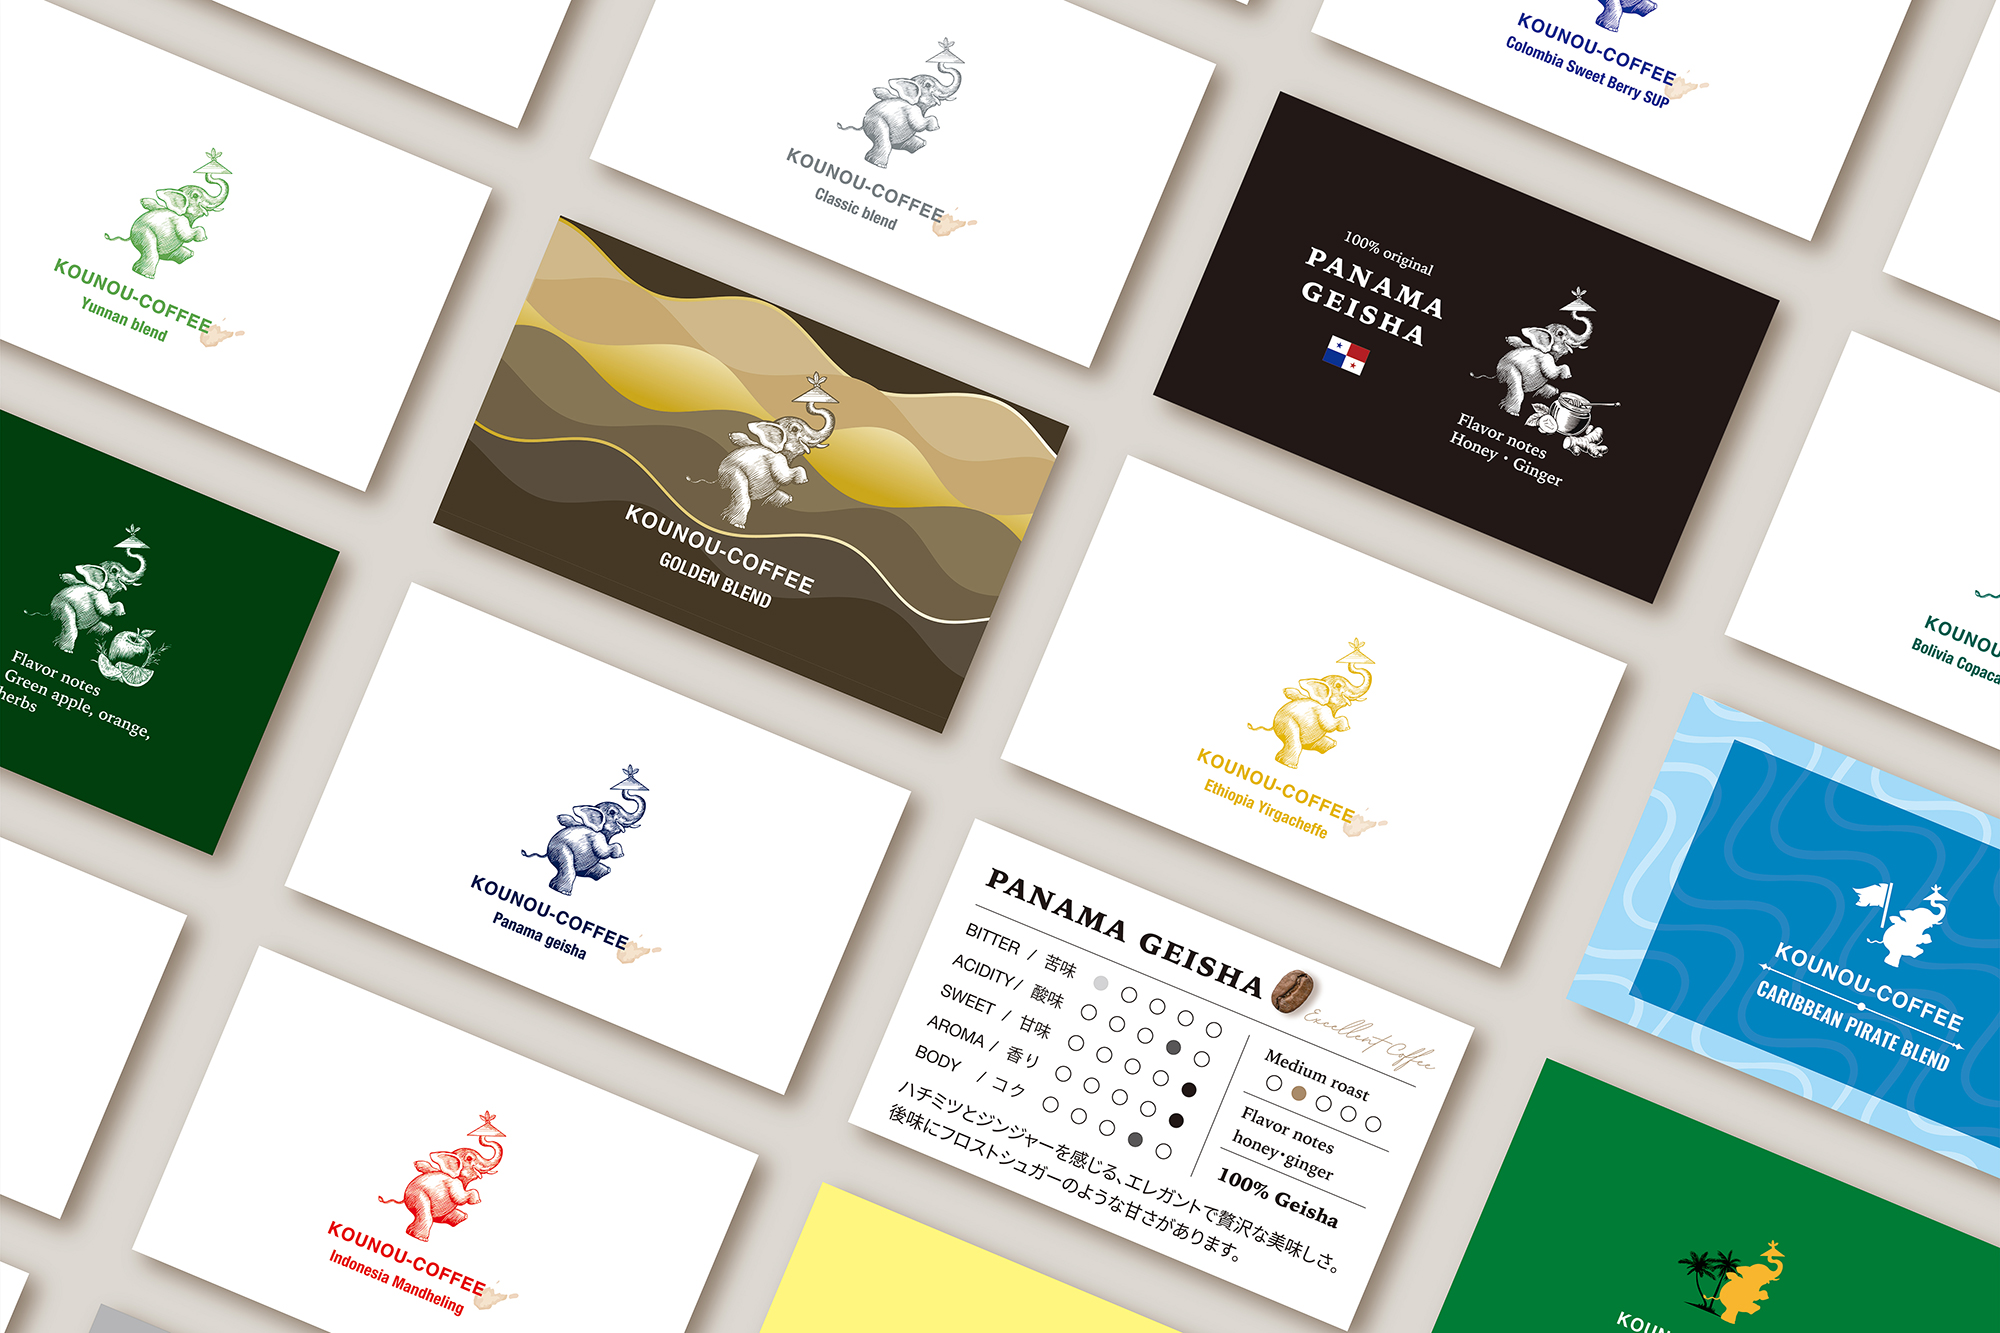 KOUNOU-COFFEE
Colombia Sweet Berry SUP
KOUNOU-COFFEE
Classic blend
KOUNOU-COFFEE
Yunnan blend
100% original
PANAMA
GEISHA
Flavor notes
Honey・Ginger
KOUNOU-COFFEE
GOLDEN BLEND
Flavor notes
Green apple, orange,
herbs
KOUNOU-COFFEE
Panama geisha
KOUNOU-COFFEE
Ethiopia Yirgacheffe
KOUNOU
Bolivia Copaca
KOUNOU-COFFEE
CARIBBEAN PIRATE BLEND
PANAMA GEISHA
Excellent Coffee
BITTER / 苦味
ACIDITY / 酸味
SWEET / 甘味
AROMA / 香り
BODY / コク
Medium roast
Flavor notes
honey・ginger
100% Geisha
ハチミツとジンジャーを感じる、エレガントで贅沢な美味しさ。
後味にフロストシュガーのような甘さがあります。
KOUNOU-COFFEE
Indonesia Mandheling
KOUN